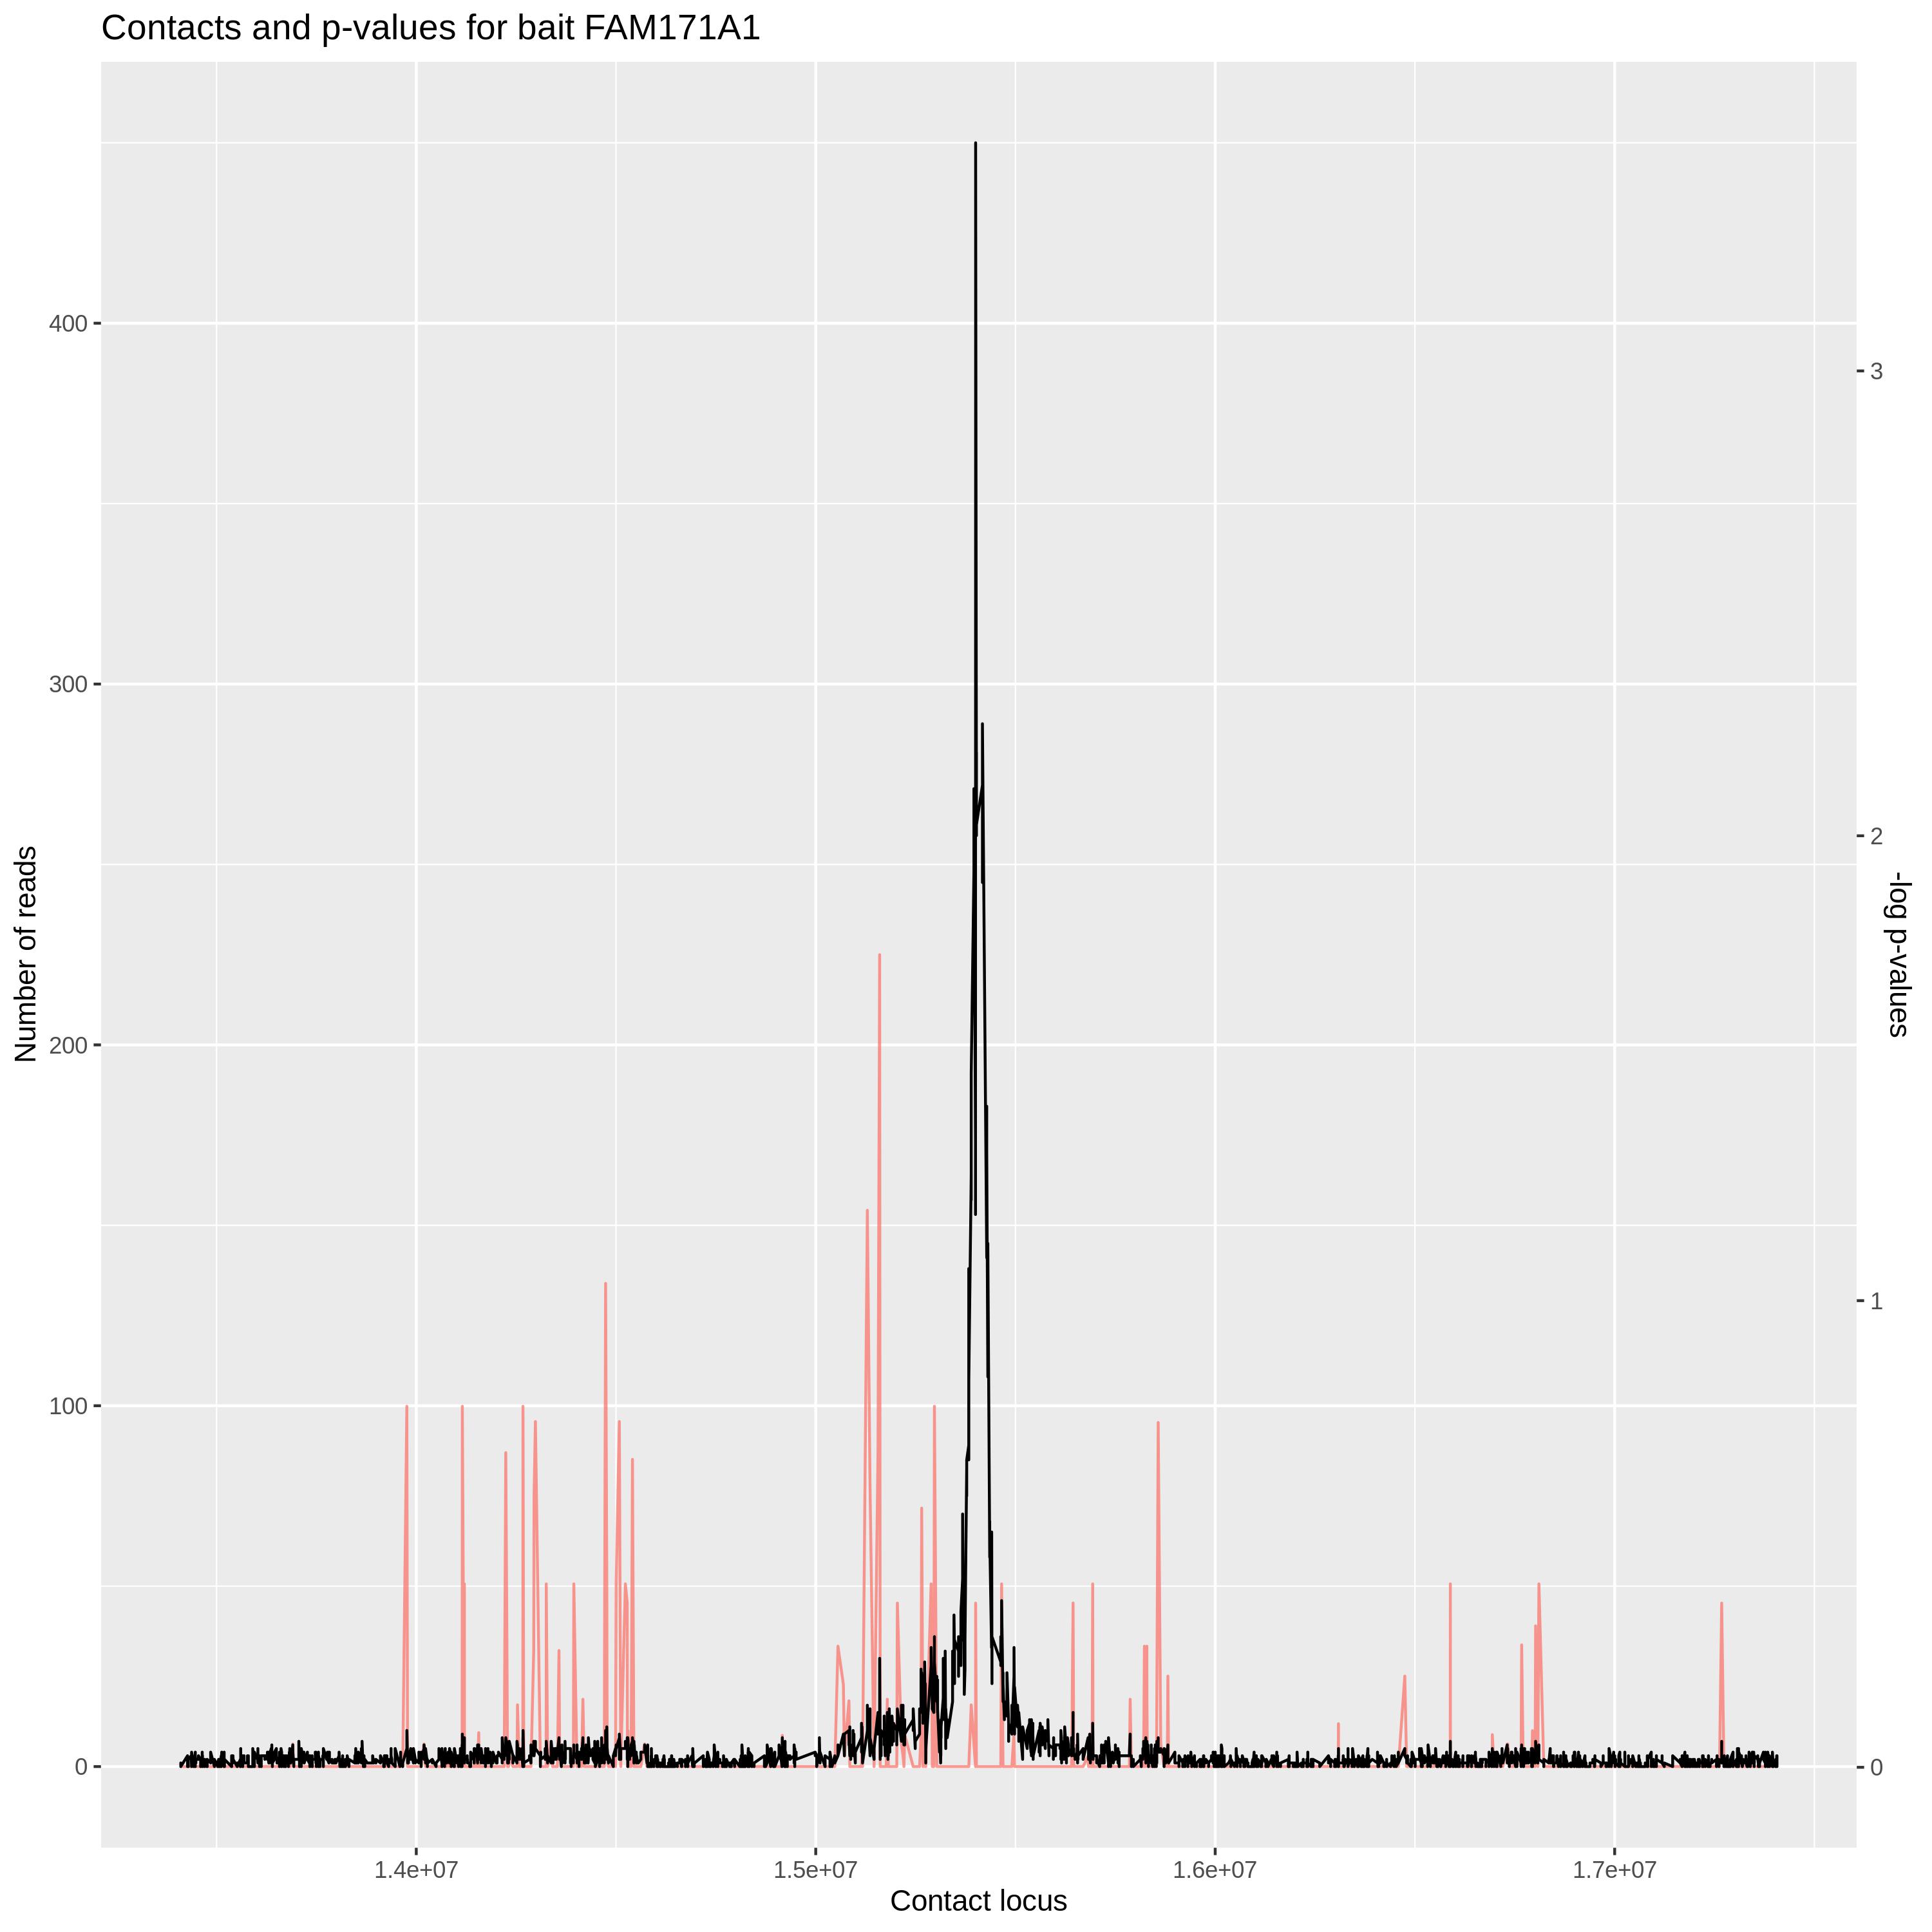 Contacts and p-values for bait FAM171A1
Number of reads
400
300
200
100
0
3
2
1
0
-log p-values
1.4e+07 1.5e+07 1.6e+07 1.7e+07
Contact locus